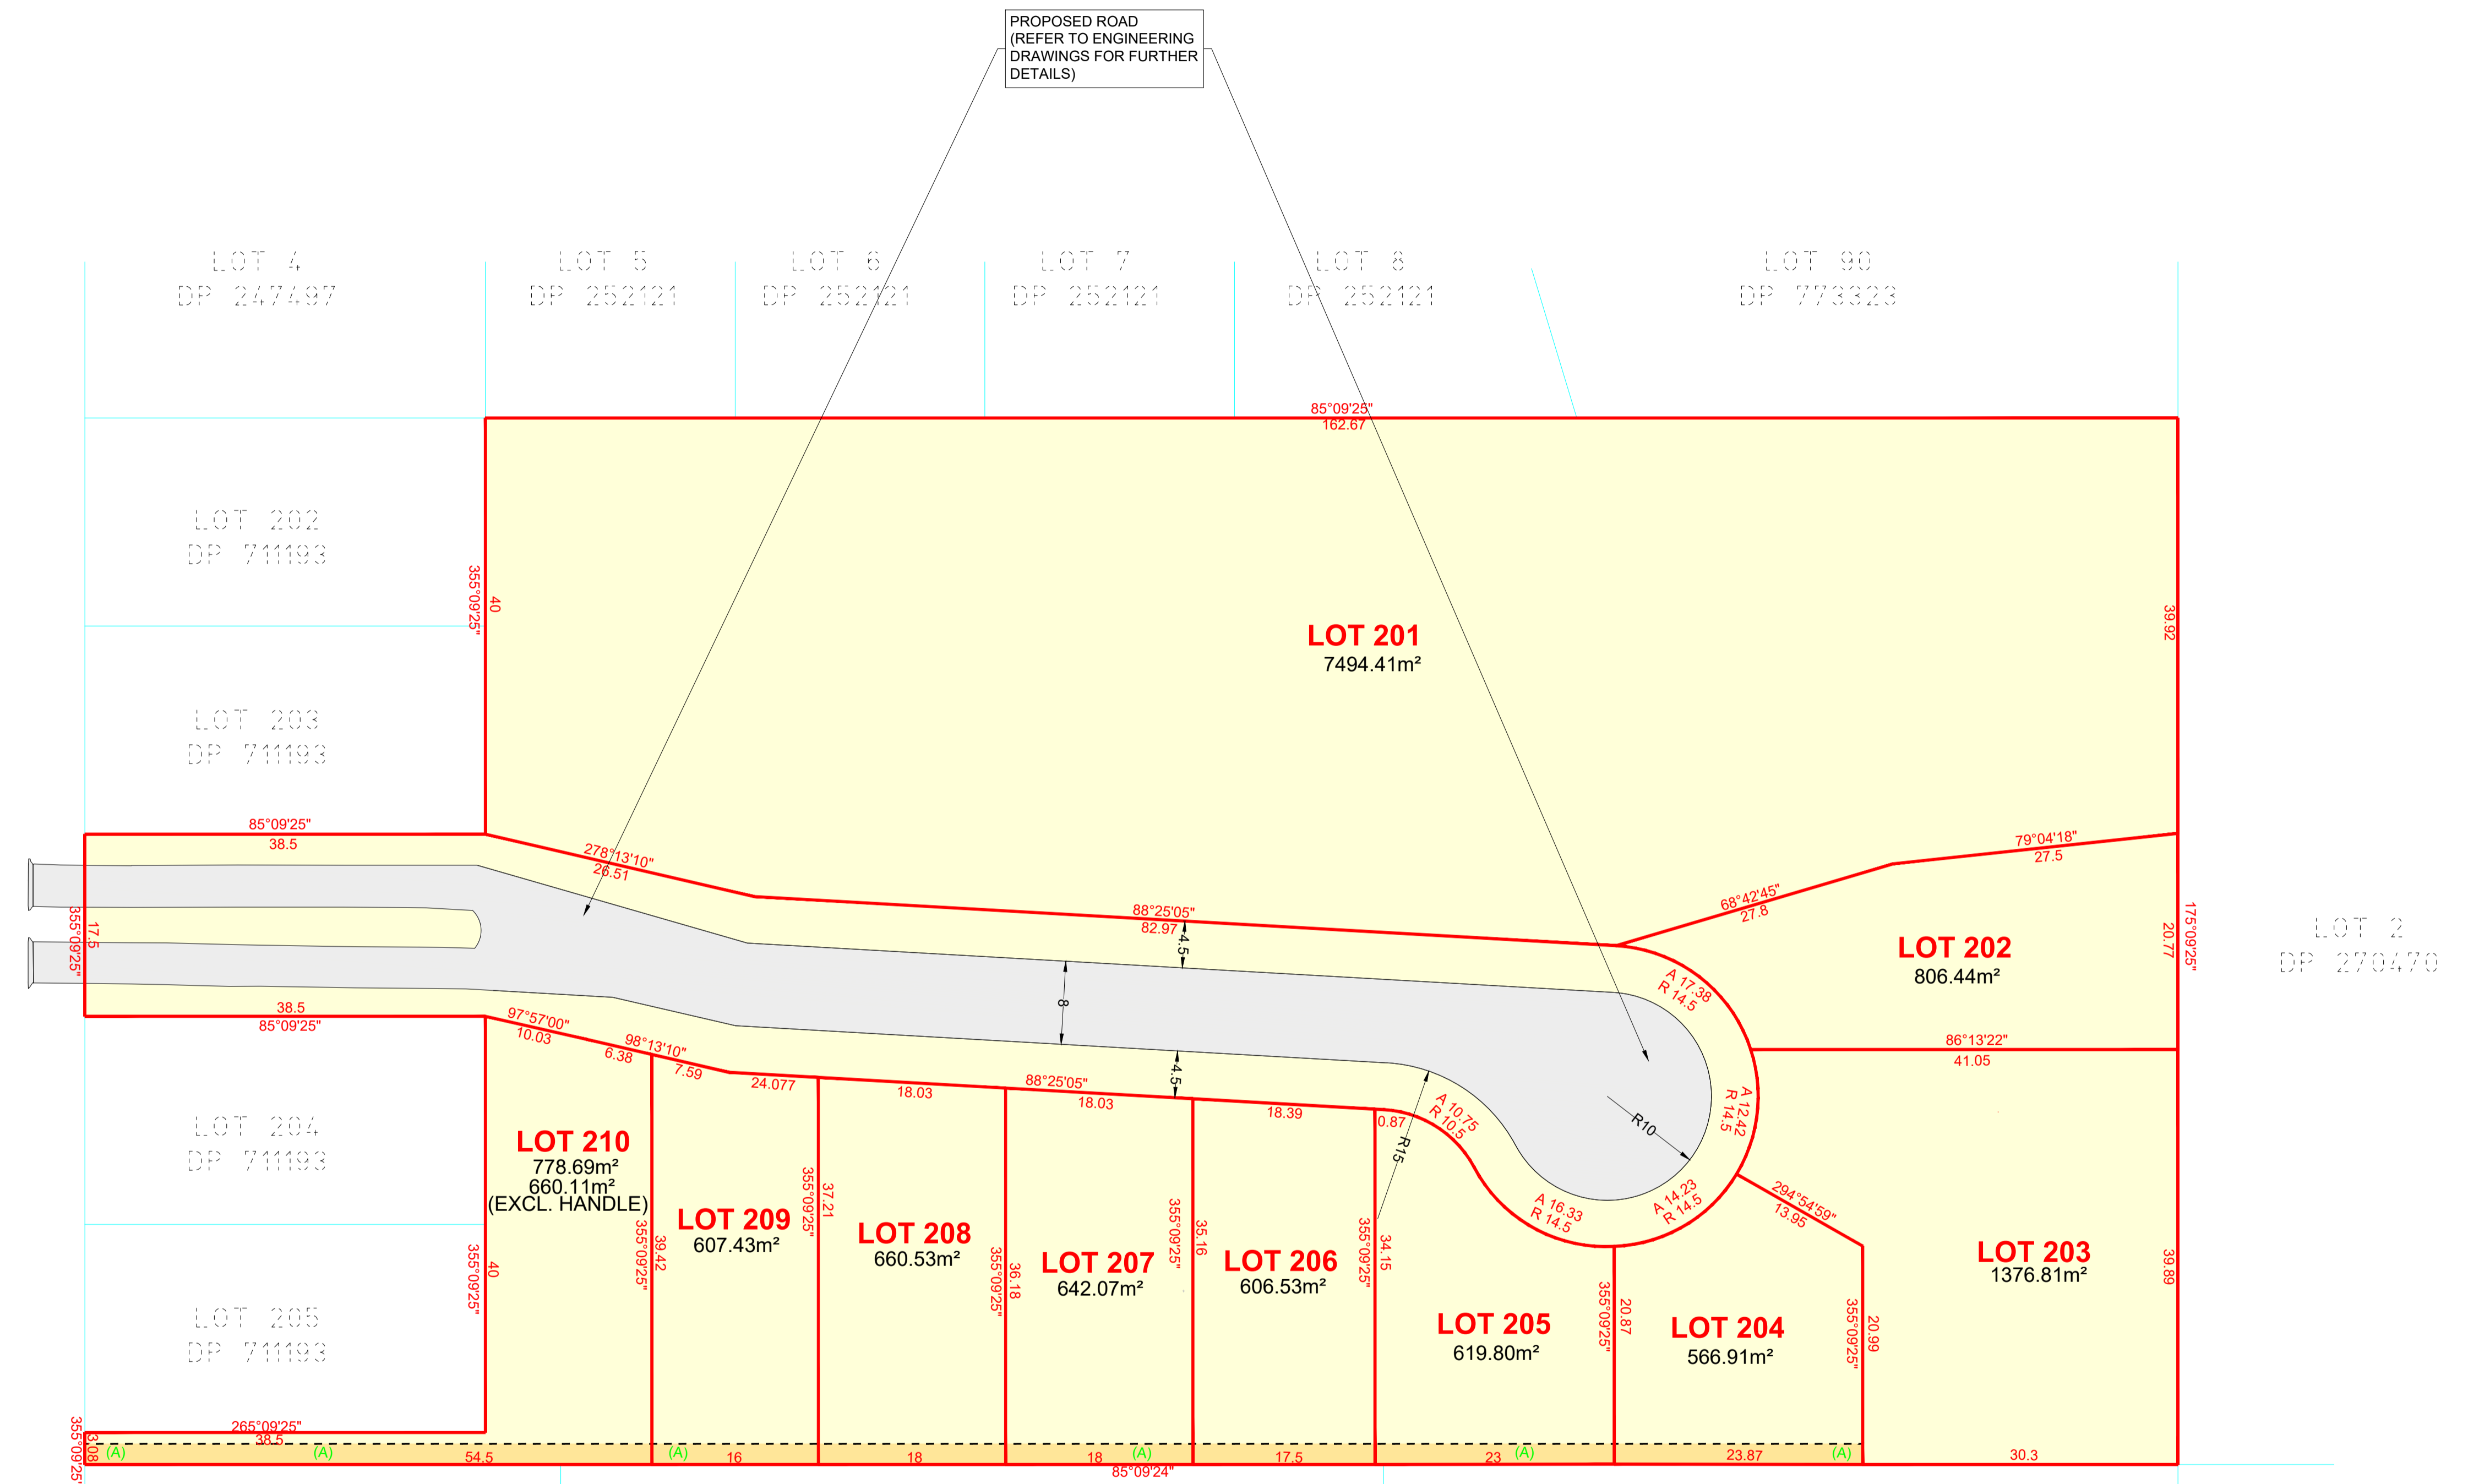 PROPOSED ROAD
(REFER TO ENGINEERING
DRAWINGS FOR FURTHER
DETAILS)
LOT 4
DP 247497
LOT 5
DP 252121
LOT 6
DP 252121
LOT 7
DP 252121
LOT 8
DP 252121
LOT 90
DP 773323
85°09'25"
162.67
LOT 202
DP 711193
355°09'25"
40
LOT 201
7494.41m²
39.92
LOT 203
DP 711193
85°09'25"
38.5
278°13'10"
26.51
88°25'05"
82.97
4.5
68°42'45"
27.8
79°04'18"
27.5
355°09'25"
17.5
LOT 202
806.44m²
20.77
175°09'25"
LOT 2
DP 270470
A 17.38
R 14.5
8
38.5
85°09'25"
97°57'00"
10.03
98°13'10"
6.38
7.59
24.077
18.03
88°25'05"
18.03
4.5
18.39
0.87
A 10.75
R 10.5
R15
R10
86°13'22"
41.05
A 12.42
R 14.5
A 14.23
R 14.5
A 16.33
R 14.5
294°54'59"
13.95
LOT 204
DP 711193
LOT 210
778.69m²
660.11m²
(EXCL. HANDLE)
355°09'25"
40
355°09'25"
39.42
LOT 209
607.43m²
355°09'25"
37.21
LOT 208
660.53m²
355°09'25"
36.18
LOT 207
642.07m²
355°09'25"
35.16
LOT 206
606.53m²
355°09'25"
34.15
LOT 205
619.80m²
355°09'25"
20.87
LOT 204
566.91m²
355°09'25"
20.99
LOT 203
1376.81m²
39.89
LOT 205
DP 711193
265°09'25"
38.5
355°09'25"
3.08
(A)
(A)
54.5
(A)
16
18
18
(A)
85°09'24"
17.5
23
(A)
23.87
(A)
30.3